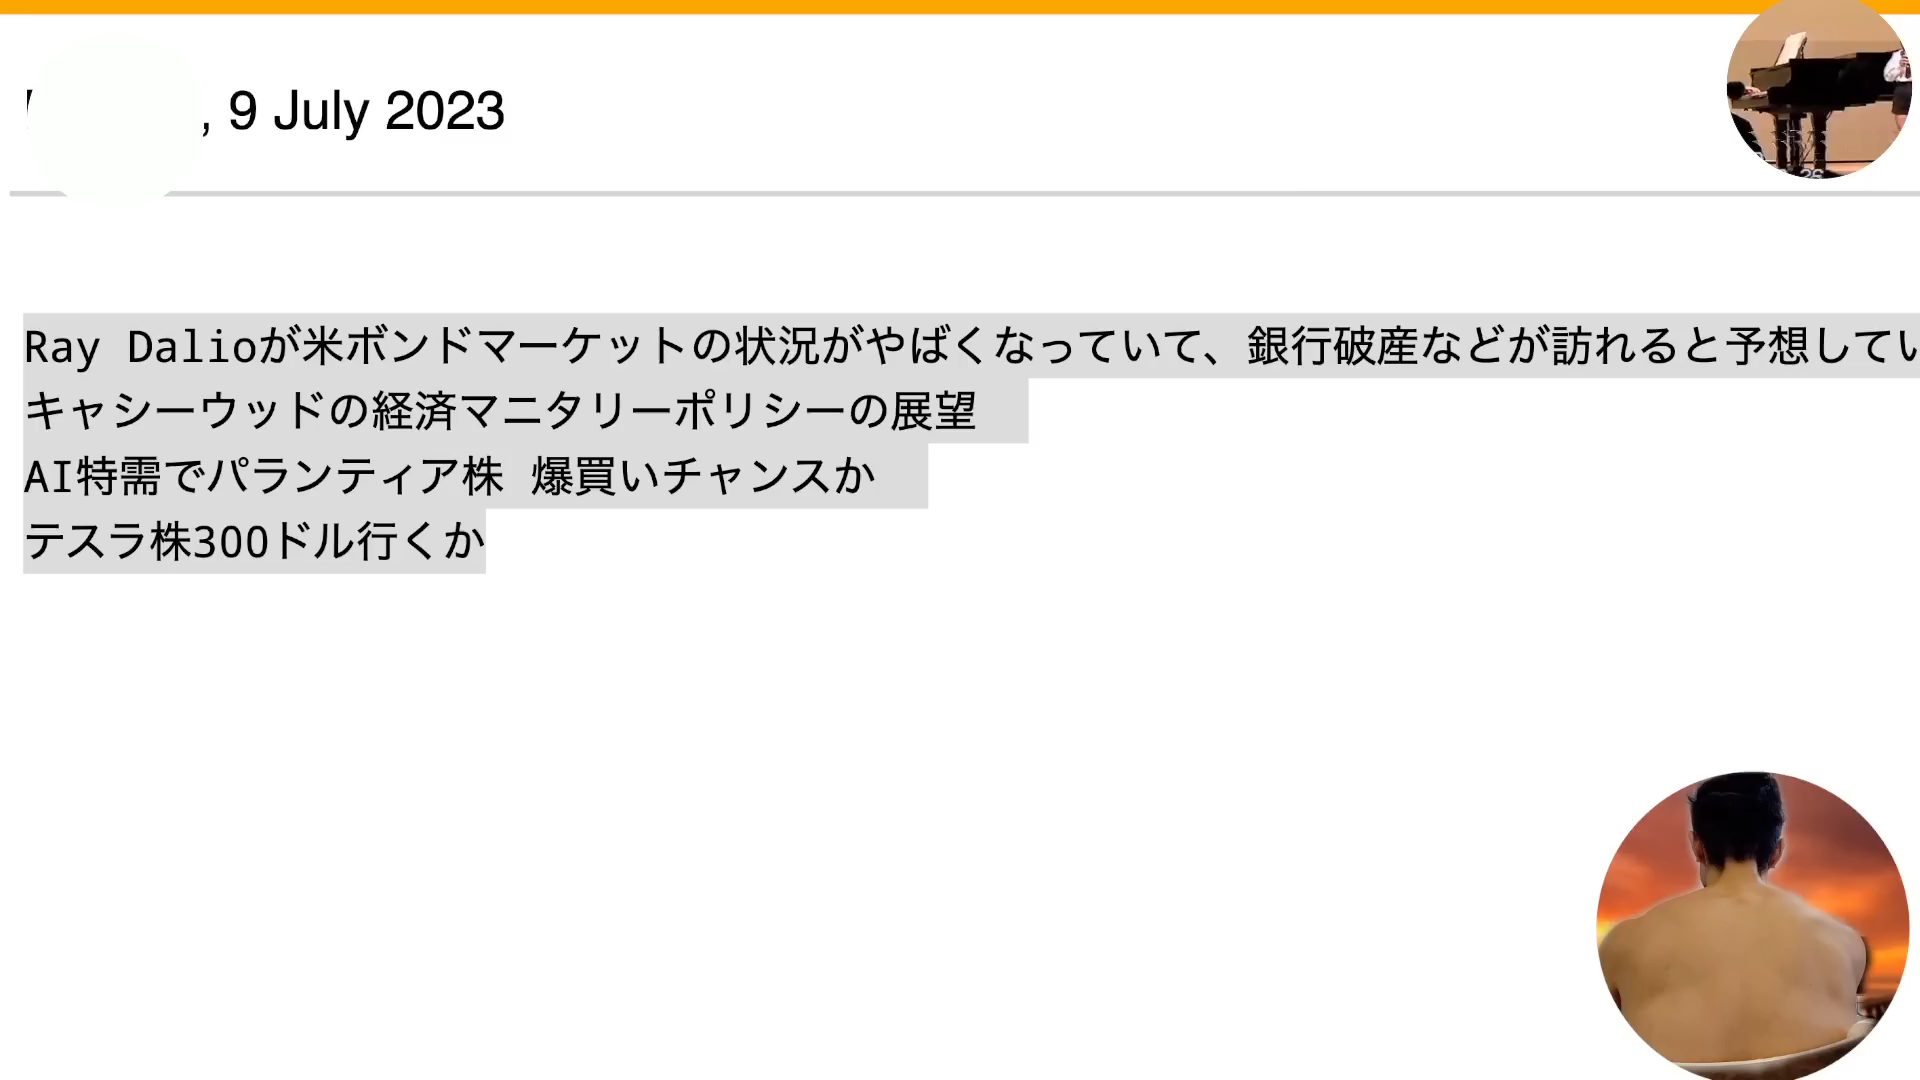 , 9 July 2023
Ray Dalioが米ボンドマーケットの状況がやばくなっていて、銀行破産などが訪れると予想してい
キャシーウッドの経済マニタリーポリシーの展望
AI特需でパランティア株 爆買いチャンスか
テスラ株300ドル行くか